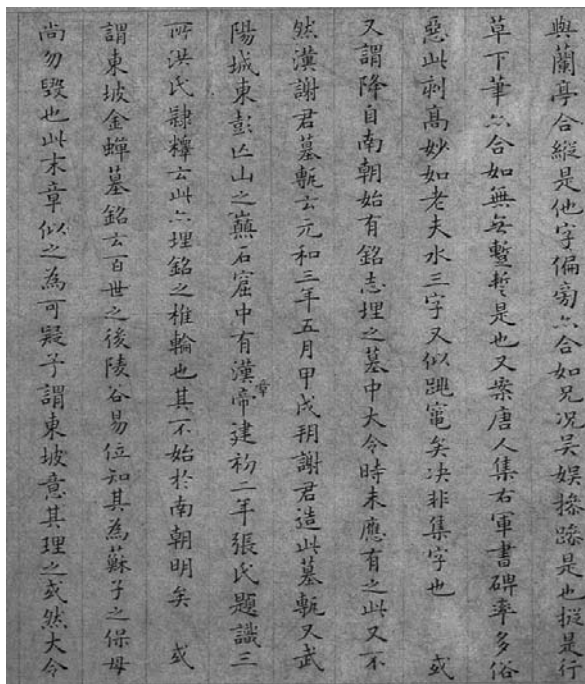 與蘭亭合縱是他字偏旁亦合如兄况吴娱是也縱是行
草下筆亦合如無无暫誓是也又案唐人集右軍書碑率多俗
惡此刻高妙如老夫水三字又似跳竄矣决非集字也 或
又謂降自南朝始有銘志埋之墓中大令時未應有之此又不
然漢謝君墓甎云元和三年五月甲戌朔謝君造此墓甎又武
陽城東彭亾山之巔石窟中有漢章帝建初二年張氏題識三
所洪氏隸釋云此亦埋銘之椎輪也其不始於南朝明矣 或
謂東坡金蟬墓銘云百世之後陵谷易位知其為蘇子之保母
尚勿毀也此末章似之為可疑予謂東坡意其理之或然大令